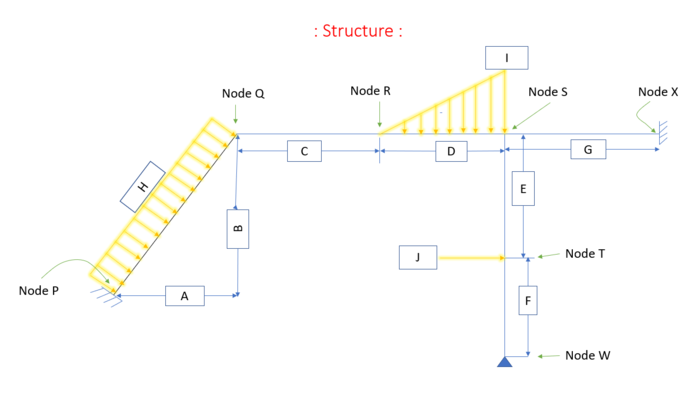 : Structure :
I
Node Q
Node R
Node S
Node X
C
D
G
H
E
B
J
Node T
Node P
A
F
Node W